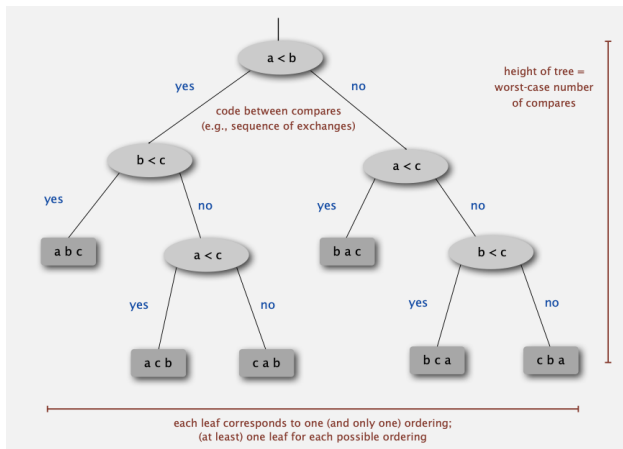 a < b
height of tree =
worst-case number
of compares
yes
no
code between compares
(e.g., sequence of exchanges)
b < c
a < c
yes
no
yes
no
a b c
a < c
b a c
b < c
yes
no
yes
no
a c b
c a b
b c a
c b a
each leaf corresponds to one (and only one) ordering;
(at least) one leaf for each possible ordering